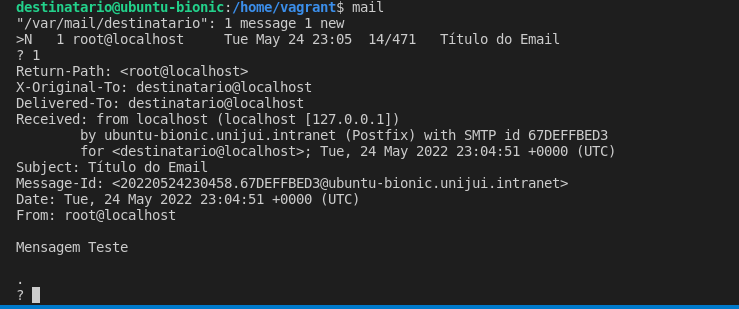 destinatario@ubuntu-bionic:/home/vagrant$ mail
"/var/mail/destinatario": 1 message 1 new
>N   1 root@localhost     Tue May 24 23:05  14/471   Título do Email
? 1
Return-Path: <root@localhost>
X-Original-To: destinatario@localhost
Delivered-To: destinatario@localhost
Received: from localhost (localhost [127.0.0.1])
        by ubuntu-bionic.unijui.intranet (Postfix) with SMTP id 67DEFFBED3
        for <destinatario@localhost>; Tue, 24 May 2022 23:04:51 +0000 (UTC)
Subject: Título do Email
Message-Id: <20220524230458.67DEFFBED3@ubuntu-bionic.unijui.intranet>
Date: Tue, 24 May 2022 23:04:51 +0000 (UTC)
From: root@localhost

Mensagem Teste

.
?